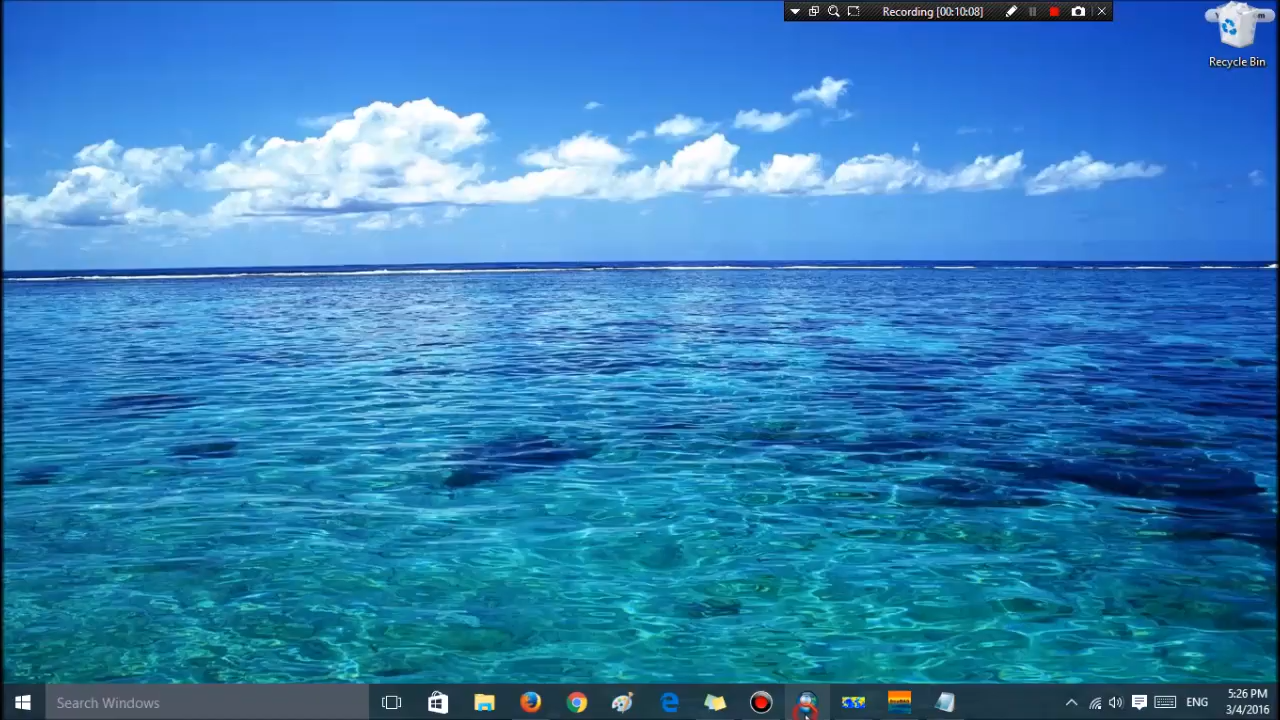 Recording [00:10:08]
Recycle Bin
Search Windows
ENG
5:26 PM
3/4/2016